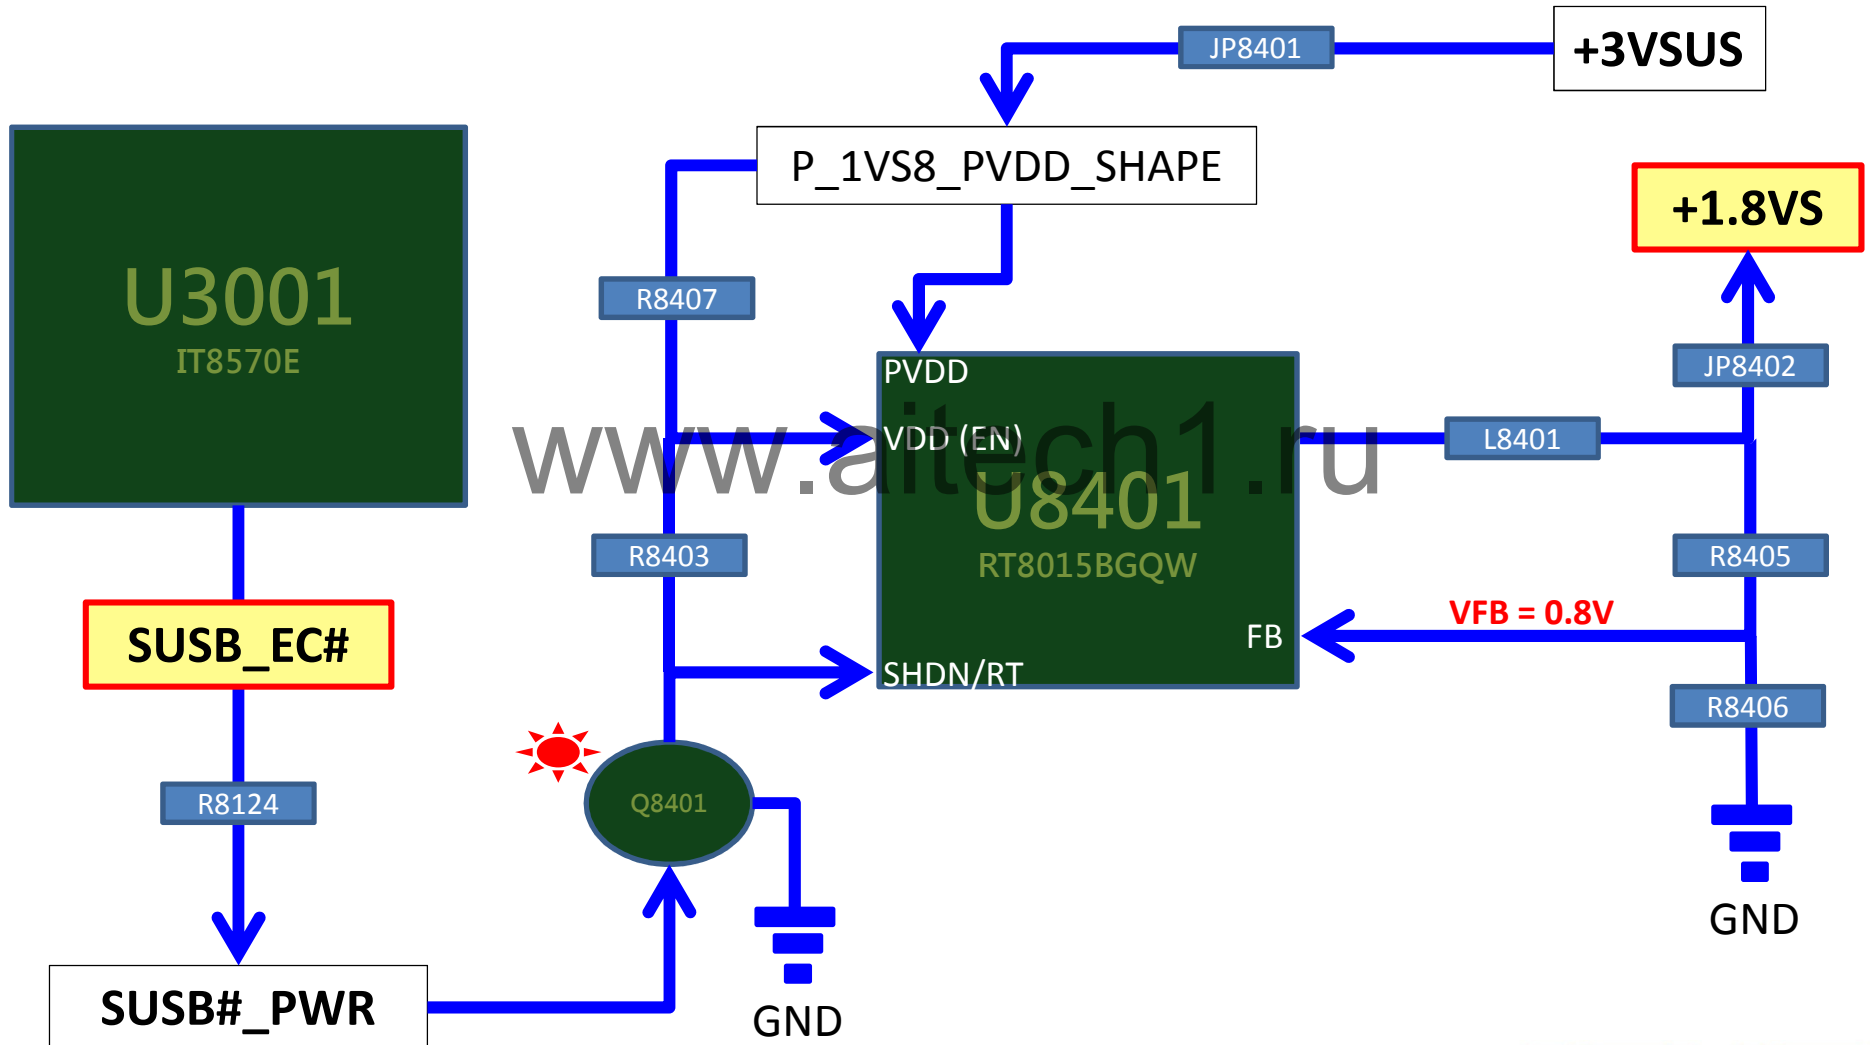 JP8401
+3VSUS
P_1VS8_PVDD_SHAPE
+1.8VS
U3001
IT8570E
R8407
JP8402
PVDD
VDD (EN)
L8401
www.aitech1.ru
U8401
RT8015BGQW
R8403
R8405
VFB = 0.8V
FB
SUSB_EC#
SHDN/RT
R8406
R8124
Q8401
GND
SUSB#_PWR
GND